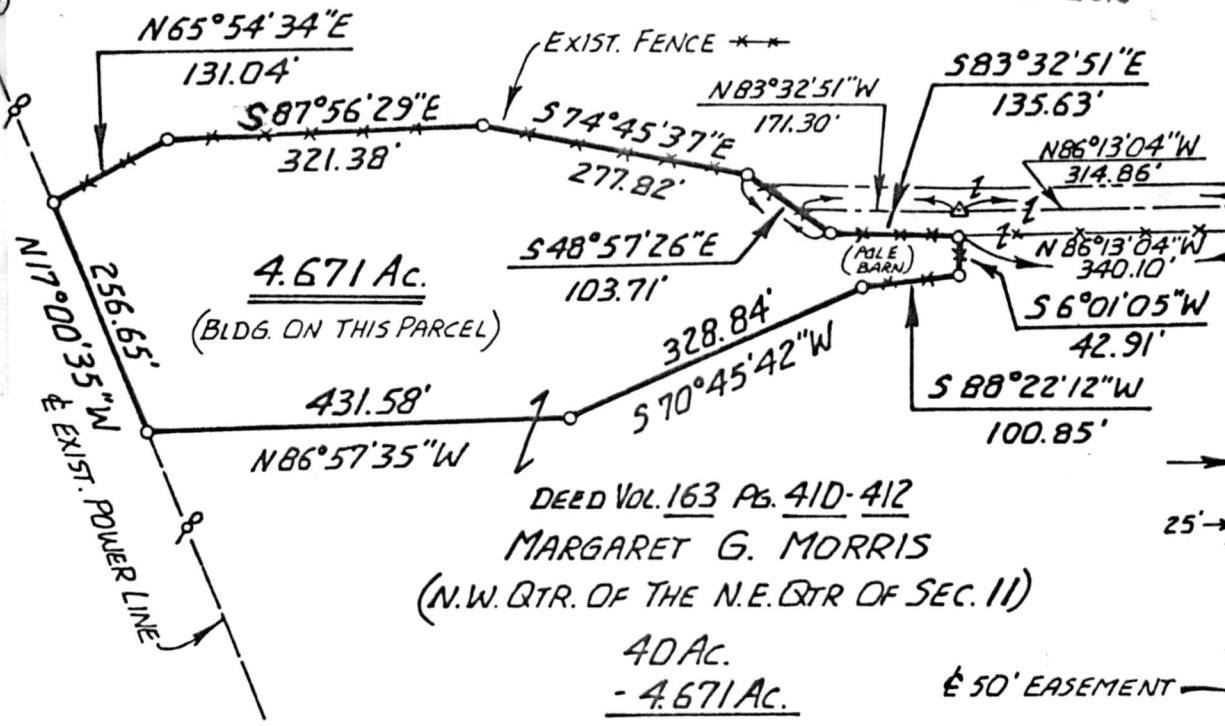 N65°54'34"E
131.04'
EXIST. FENCE
S87°56'29"E
321.38'
S74°45'37"E
277.82'
N83°32'51"W
171.30'
S83°32'51"E
135.63'
N86°13'04"W
314.86'
S48°57'26"E
103.71'
(POLE
BARN)
N86°13'04"W
340.10'
S 6°01'05"W
42.91'
S 88°22'12"W
100.85'
4.671 Ac.
(BLDG. ON THIS PARCEL)
256.65'
N17°00'35"W
℄ EXIST. POWER LINE
328.84'
S 70°45'42"W
431.58'
N86°57'35"W
DEED VOL. 163 PG. 410-412
MARGARET G. MORRIS
(N.W. QTR. OF THE N.E. QTR OF SEC. 11)
40 Ac.
- 4.671 Ac.
25'
℄ 50' EASEMENT